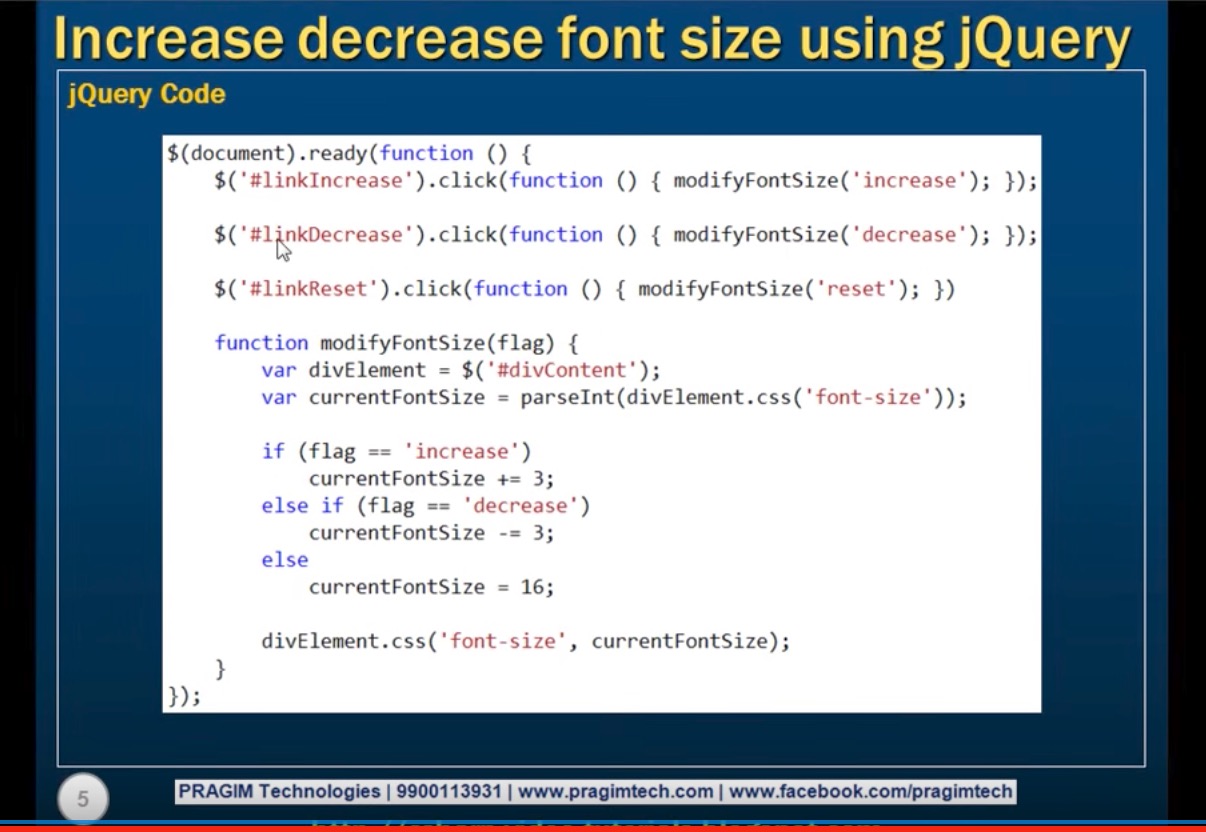 Increase decrease font size using jQuery
jQuery Code
$(document).ready(function () {
    $('#linkIncrease').click(function () { modifyFontSize('increase'); });
    $('#linkDecrease').click(function () { modifyFontSize('decrease'); });
    $('#linkReset').click(function () { modifyFontSize('reset'); })
    function modifyFontSize(flag) {
        var divElement = $('#divContent');
        var currentFontSize = parseInt(divElement.css('font-size'));
        if (flag == 'increase')
            currentFontSize += 3;
        else if (flag == 'decrease')
            currentFontSize -= 3;
        else
            currentFontSize = 16;
        divElement.css('font-size', currentFontSize);
    }
});
5
PRAGIM Technologies | 9900113931 | www.pragimtech.com | www.facebook.com/pragimtech